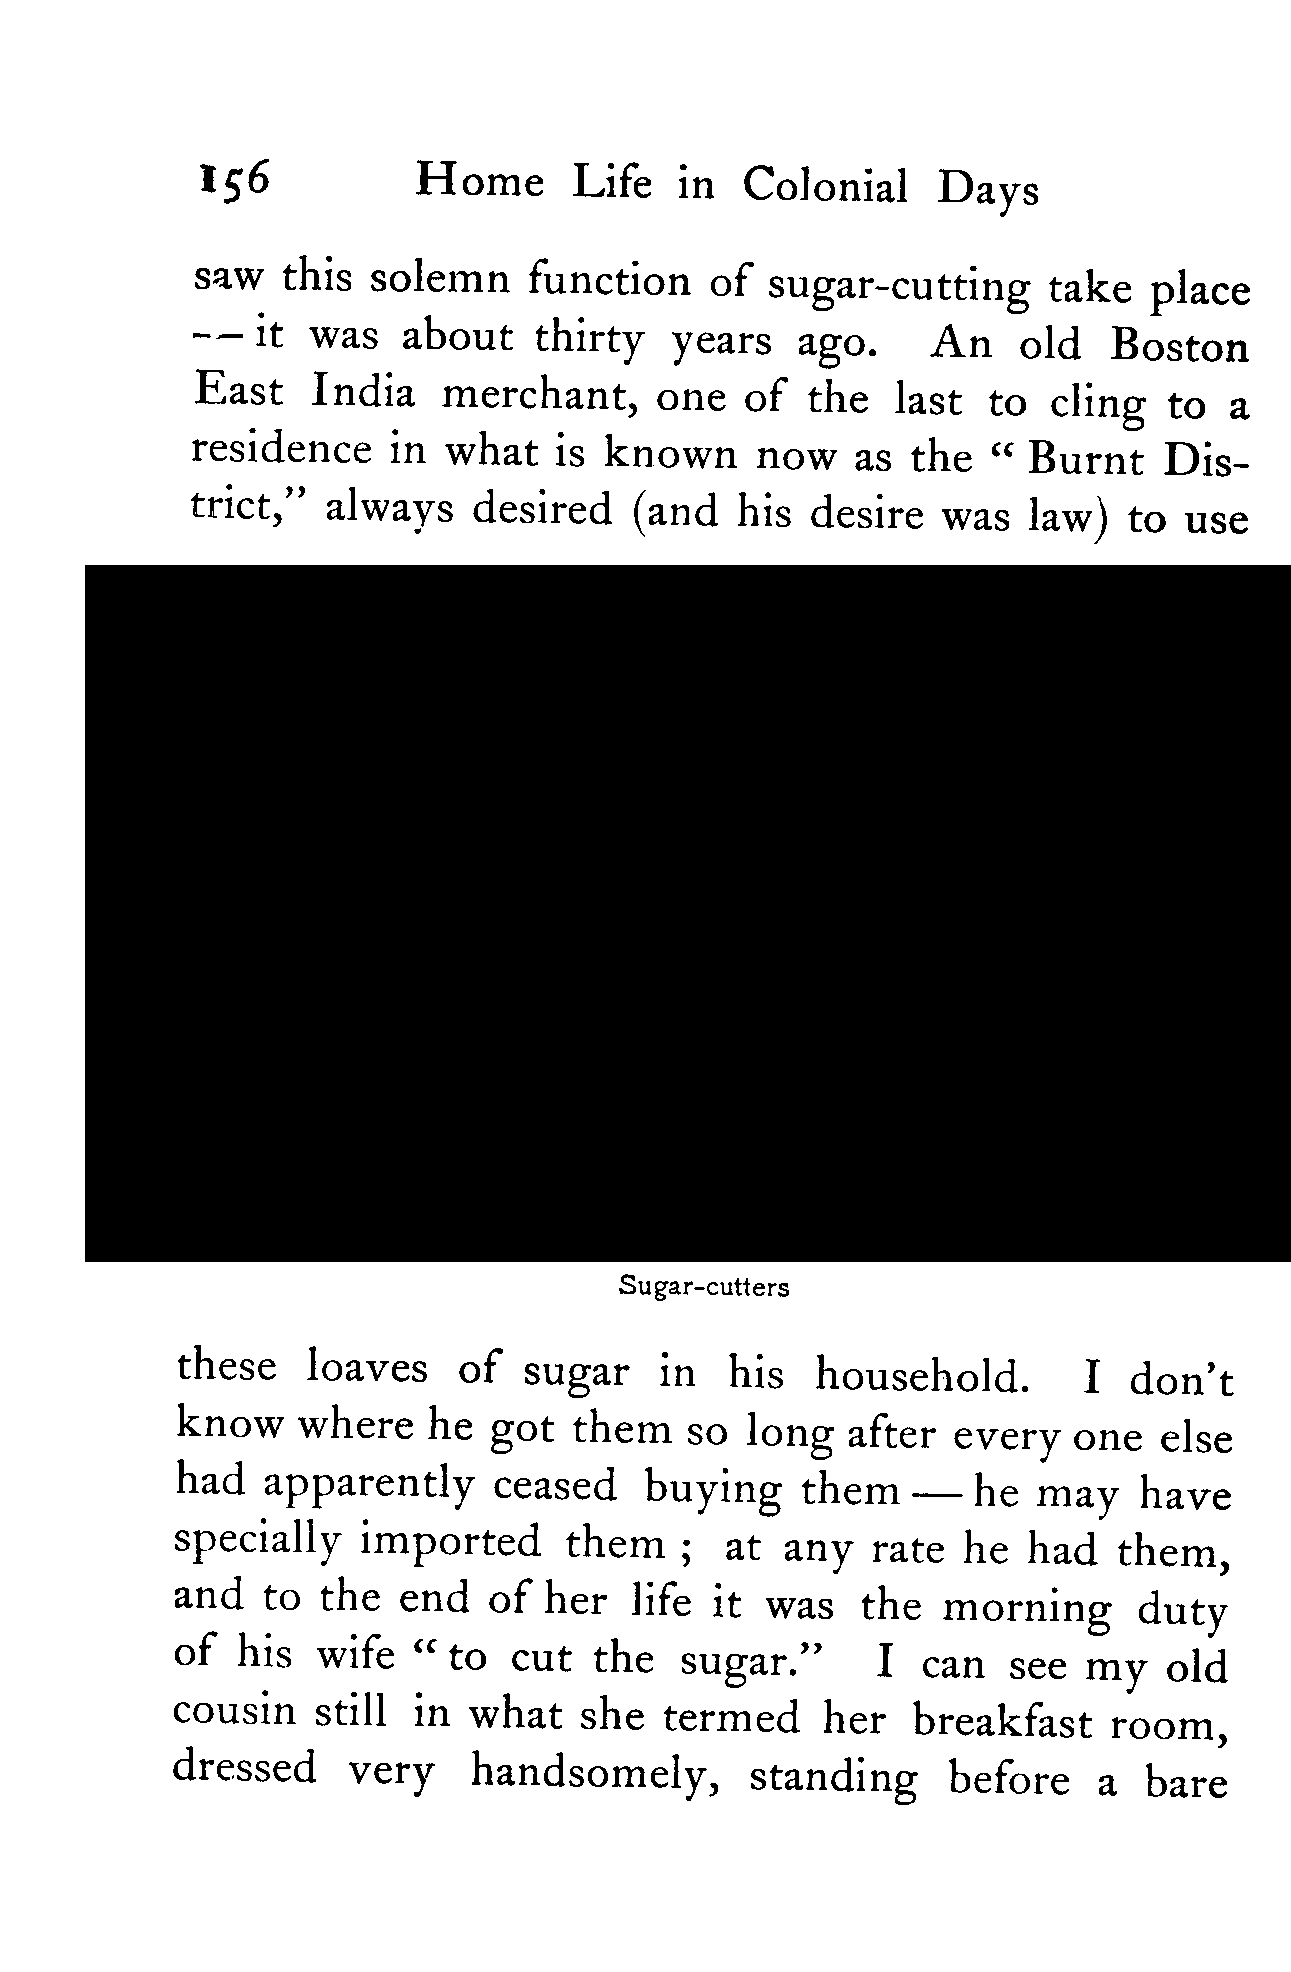 156 Home Life in Colonial Days
saw this solemn function of sugar-cutting take place
-- it was about thirty years ago. An old Boston
East India merchant, one of the last to cling to a
residence in what is known now as the “ Burnt Dis-
trict,” always desired (and his desire was law) to use
Sugar-cutters
these loaves of sugar in his household. I don’t
know where he got them so long after every one else
had apparently ceased buying them — he may have
specially imported them ; at any rate he had them,
and to the end of her life it was the morning duty
of his wife “ to cut the sugar.” I can see my old
cousin still in what she termed her breakfast room,
dressed very handsomely, standing before a bare